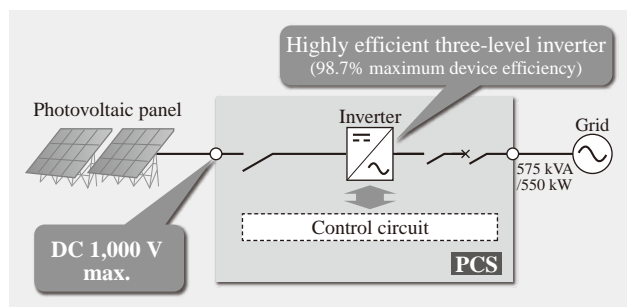 Highly efficient three-level inverter
(98.7% maximum device efficiency)
Photovoltaic panel
Inverter
Grid
575 kVA
/550 kW
Control circuit
DC 1,000 V
max.
PCS